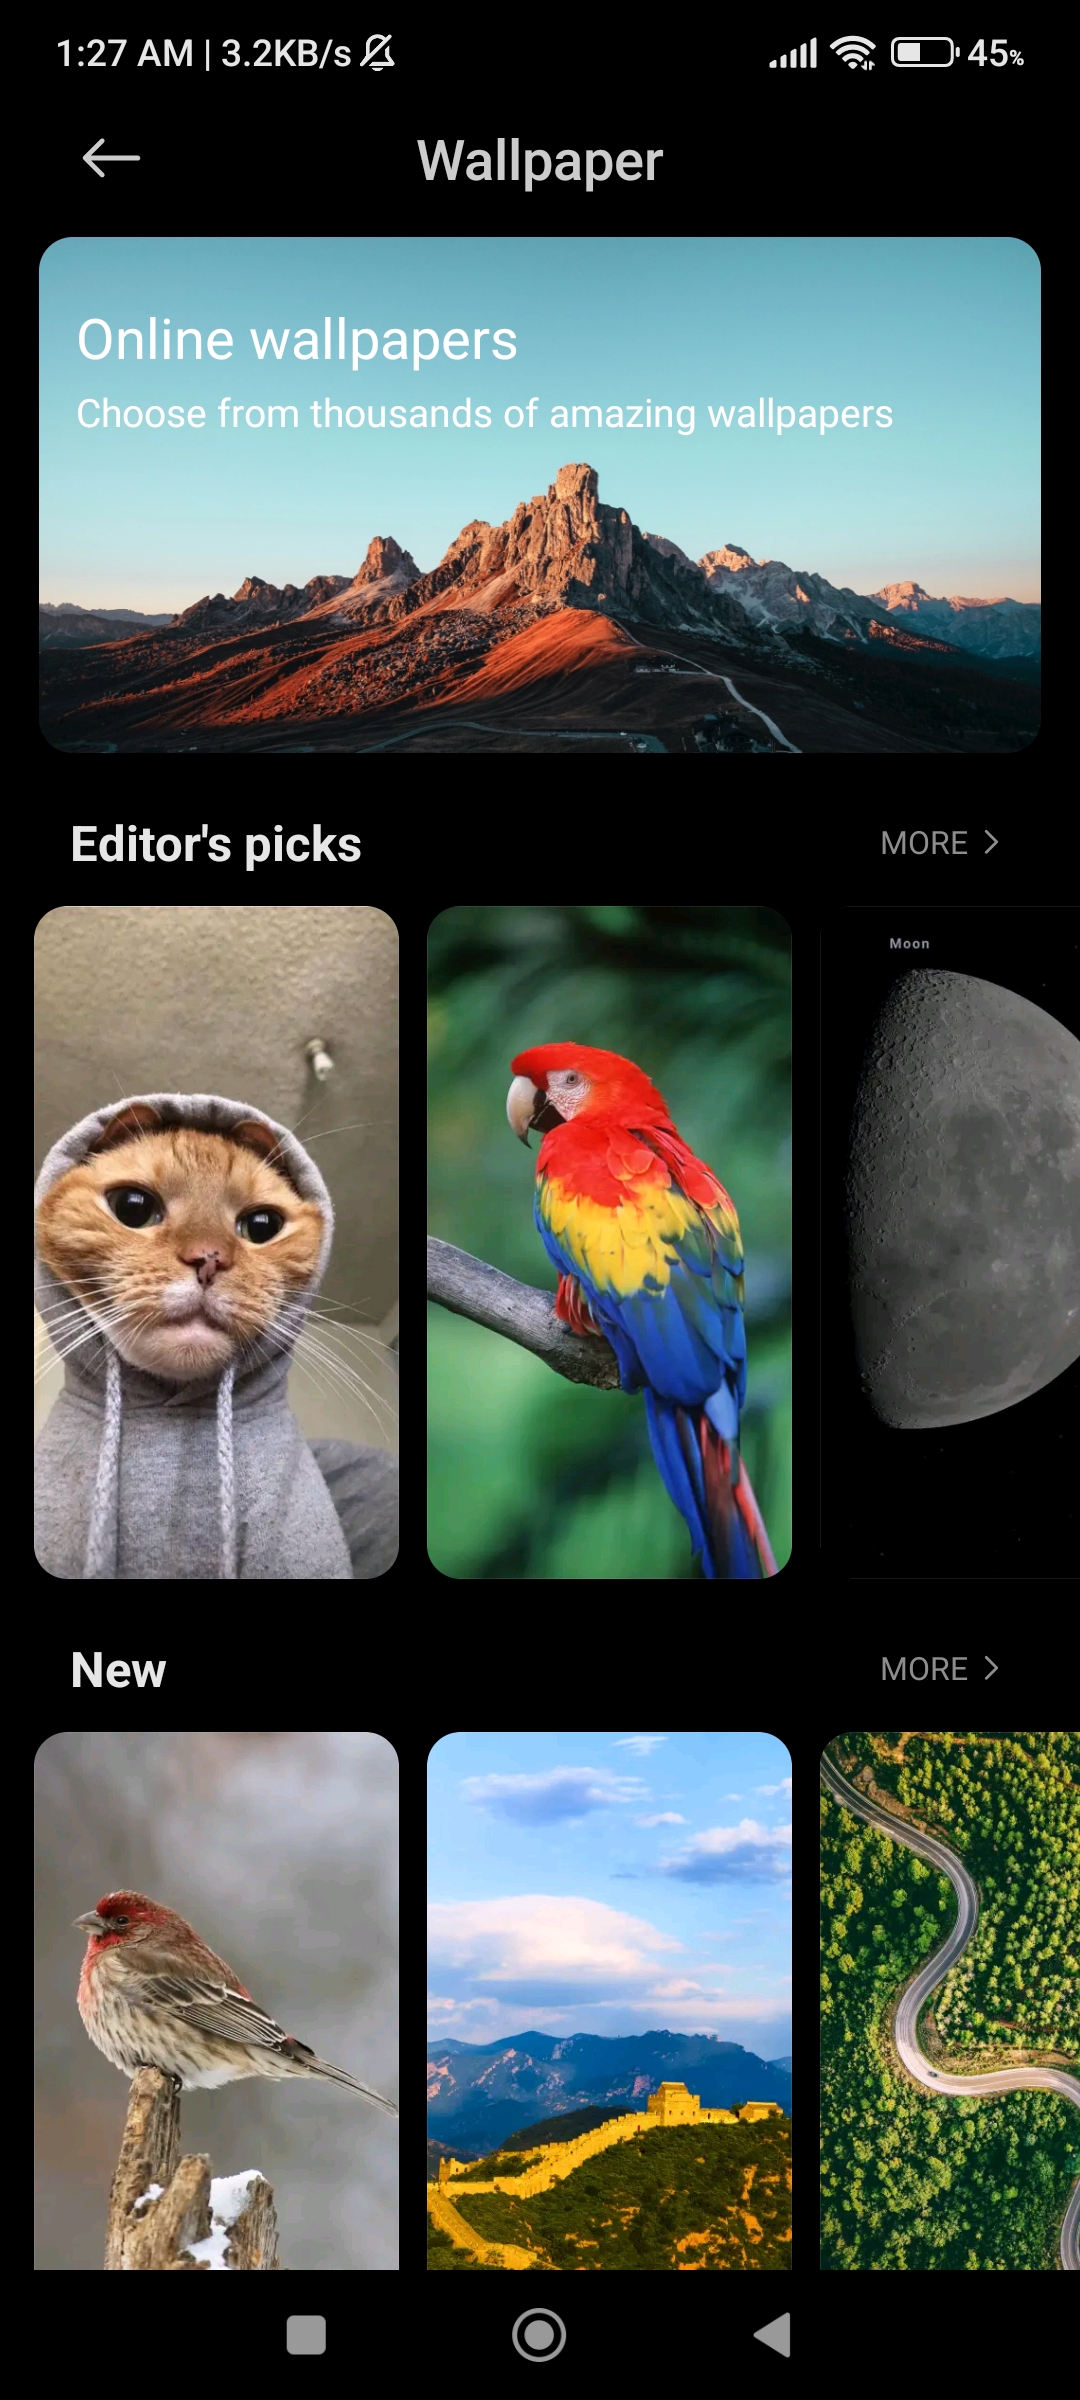 1:27 AM | 3.2KB/s
45%
Wallpaper
Online wallpapers
Choose from thousands of amazing wallpapers
Editor's picks
MORE
Moon
New
MORE